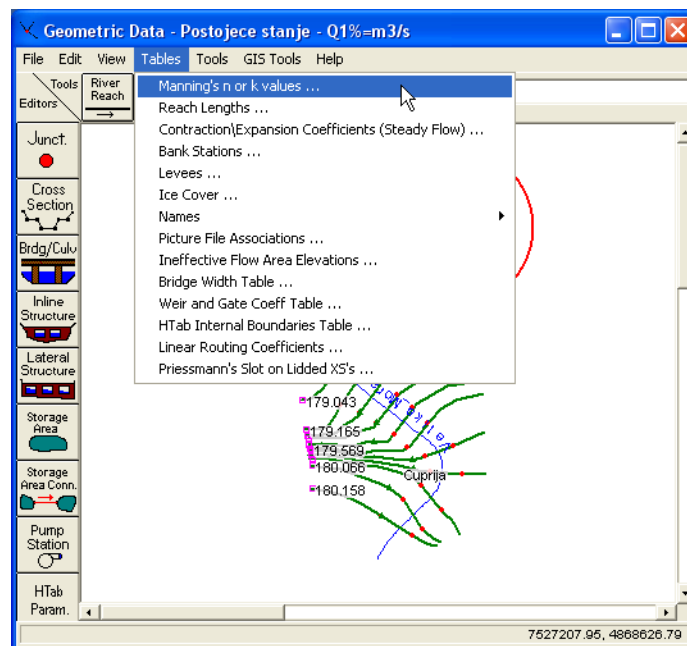 Geometric Data - Postojece stanje - Q1%=m3/s
File Edit View Tables Tools GIS Tools Help
Tools
Editors
River
Reach
Manning's n or k values ...
Reach Lengths ...
Contraction\Expansion Coefficients (Steady Flow) ...
Bank Stations ...
Levees ...
Ice Cover ...
Names
Picture File Associations ...
Ineffective Flow Area Elevations ...
Bridge Width Table ...
Weir and Gate Coeff Table ...
HTab Internal Boundaries Table ...
Linear Routing Coefficients ...
Priessmann's Slot on Lidded XS's ...
Junct.
Cross
Section
Brdg/Culv
Inline
Structure
Lateral
Structure
Storage
Area
Storage
Area Conn.
Pump
Station
HTab
Param.
179.043
179.165
179.569
180.066
180.158
Cuprija
7527207.95, 4868626.79